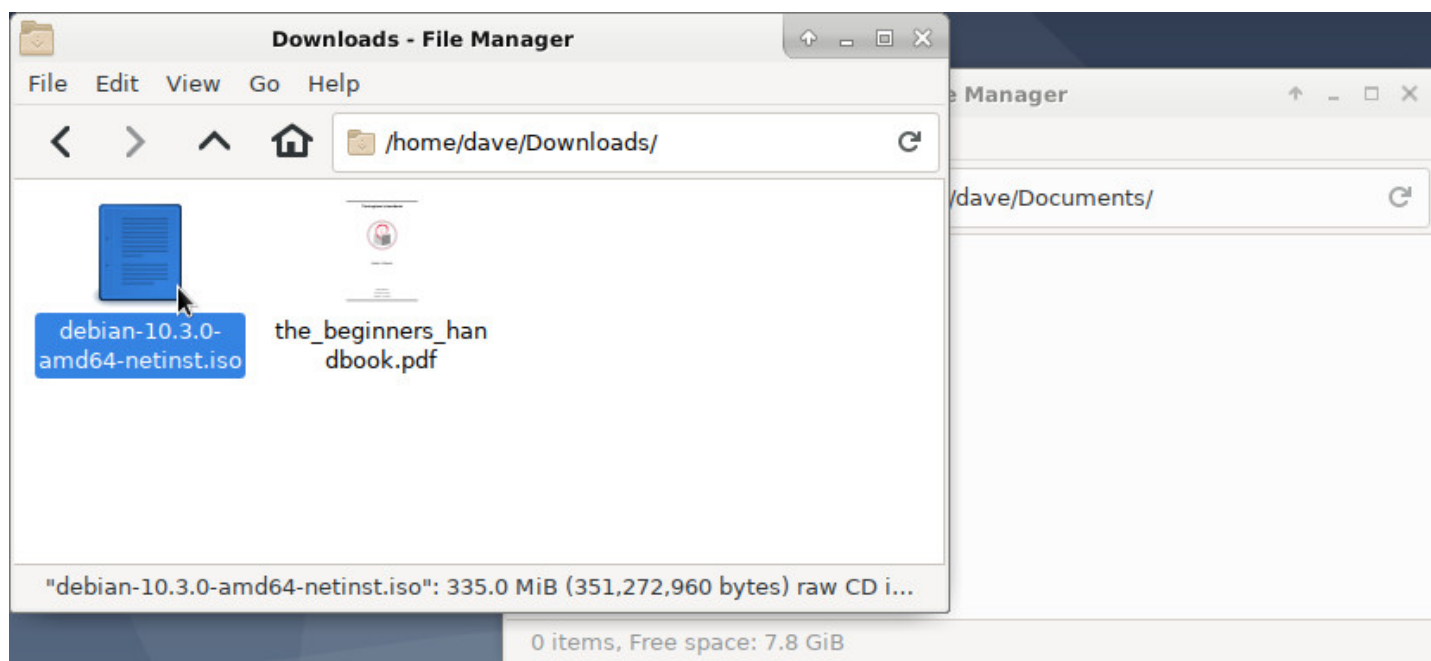 Downloads - File Manager
File Edit View Go Help
/home/dave/Downloads/
debian-10.3.0-
amd64-netinst.iso
the_beginners_han
dbook.pdf
"debian-10.3.0-amd64-netinst.iso": 335.0 MiB (351,272,960 bytes) raw CD i...
Manager
/dave/Documents/
0 items, Free space: 7.8 GiB